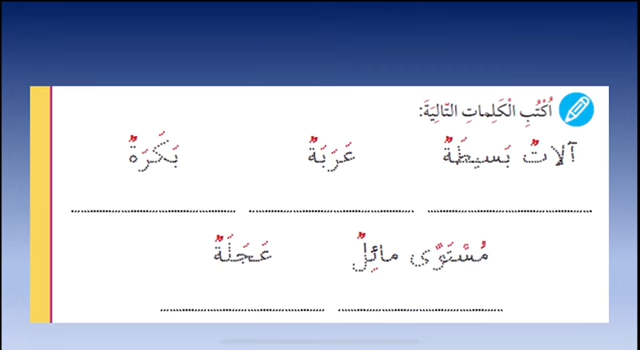 اُكْتُبِ الْكَلِماتِ التّالِيَةَ:
آلاتٌ بَسيطَةٌ عَرَبَةٌ بَكَرَةٌ
مُسْتَوًى مائِلٌ عَجَلَةٌ